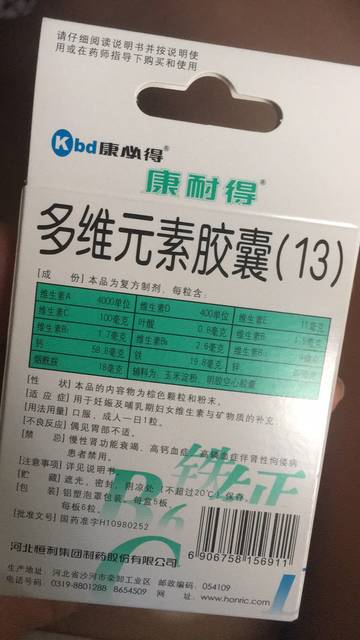 请仔细阅读说明书并按说明使
用或在药师指导下购买和使用
Kbd康必得®
康耐得®
多维元素胶囊(13)
[成 份] 本品为复方制剂，每粒含：
维生素A 4000单位 维生素D 400单位 维生素E 11毫克
维生素C 100毫克 叶酸 0.8毫克 维生素B₁
维生素B₂ 1.7毫克 维生素B₆ 2.6毫克 维生素B₁₂
钙 58.8毫克 铁 19.8毫克 锌
烟酰胺 18毫克 辅料为：玉米淀粉、明胶空心胶囊
[性 状] 本品的内容物为棕色颗粒和粉末。
[适 应 症] 用于妊娠及哺乳期妇女维生素与矿物质的补充。
[用法用量] 口服，成人一日1粒。
[不良反应] 偶见胃部不适。
[禁 忌] 慢性肾功能衰竭、高钙血症、高磷血症伴肾性佝偻病
患者禁用。
[注意事项] 详见说明书
[贮 藏] 遮光，密封，阴凉处（不超过20℃）保存。
[包 装] 铝塑泡罩包装，每盒5板，
每板6粒。
[批准文号] 国药准字H10980252
B6
C
6 906758 156911
河北恒利集团制药股份有限公司
生产地址：河北省沙河市栾卸工业区 邮政编码：054109
电话号码：0319-8801288 8654509 网 址：www.honric.com